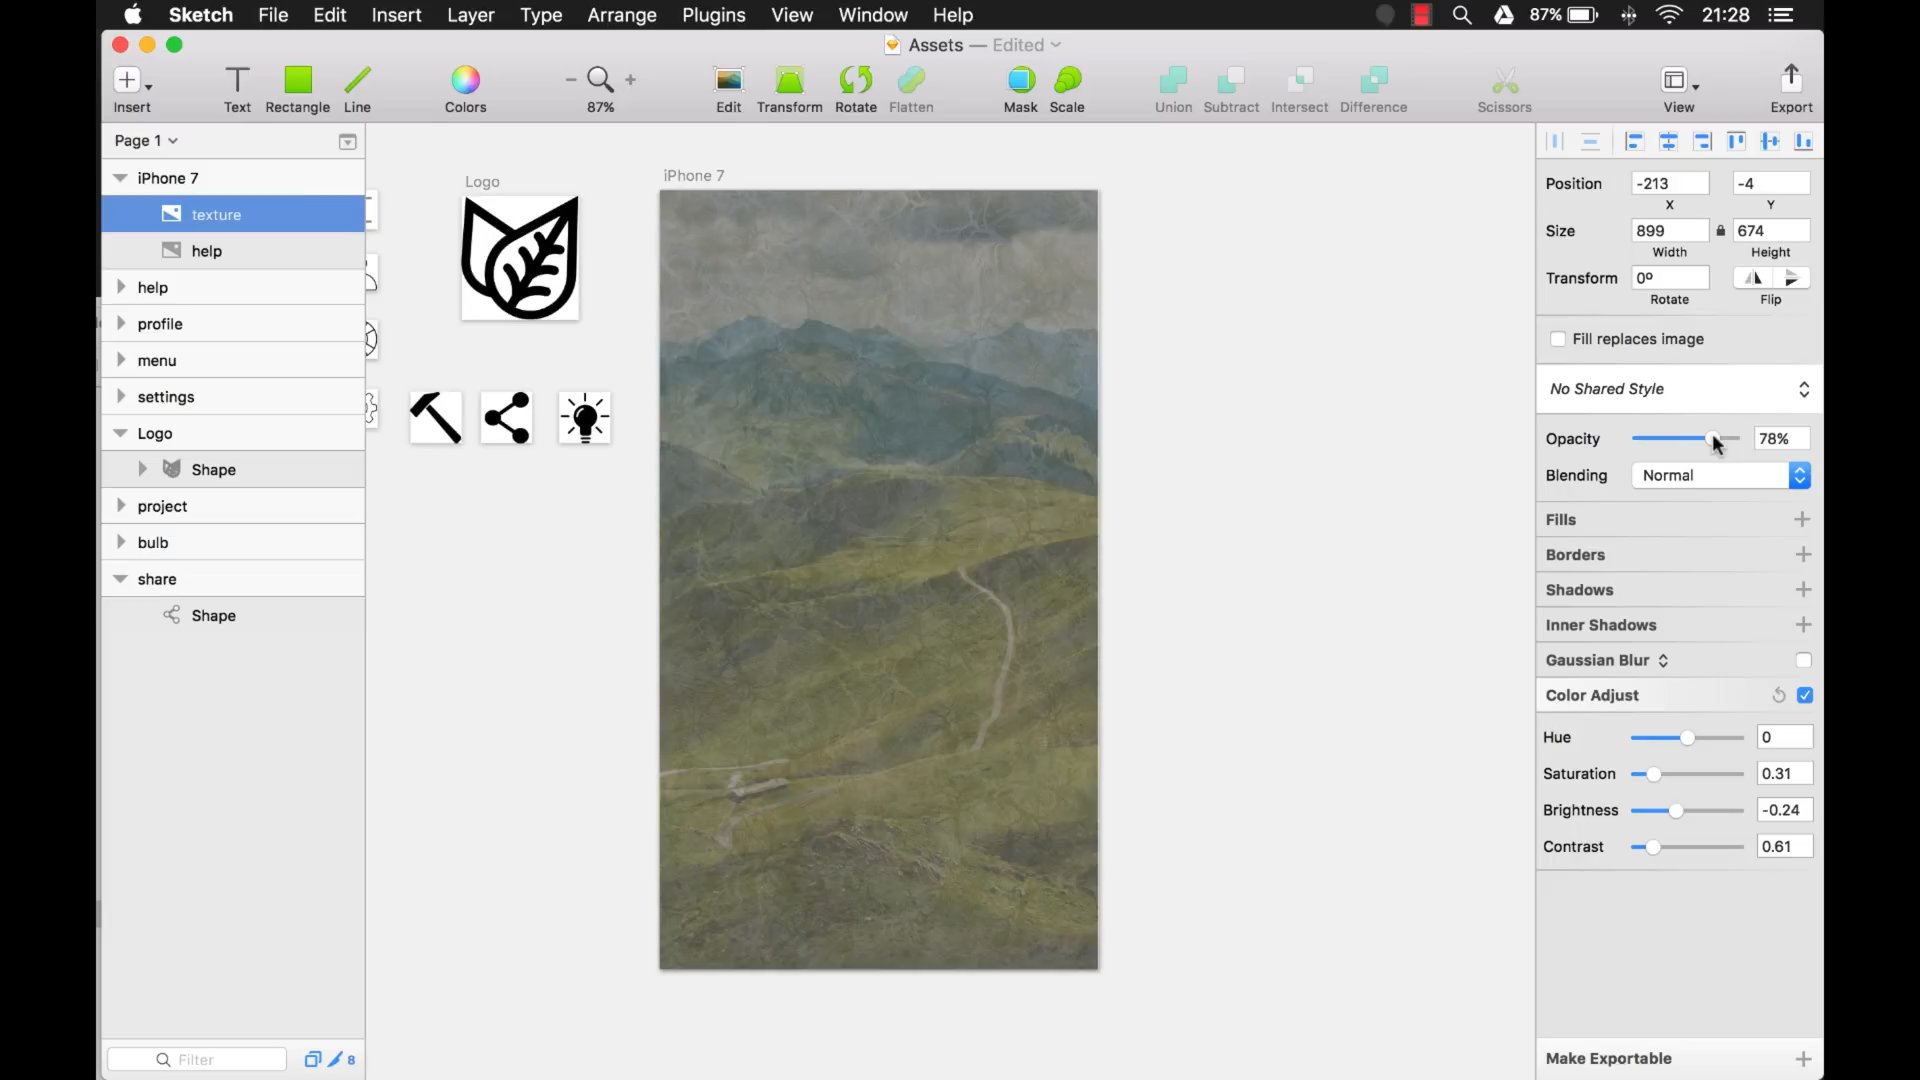 Sketch File Edit Insert Layer Type Arrange Plugins View Window Help 87% 21:28
Assets — Edited
Insert Text Rectangle Line Colors 87% Edit Transform Rotate Flatten Mask Scale Union Subtract Intersect Difference Scissors View Export
Page 1
iPhone 7
texture
help
help
profile
menu
settings
Logo
Shape
project
bulb
share
Shape
Filter 8
Logo
iPhone 7
Position -213 -4
X Y
Size 899 674
Width Height
Transform 0º
Rotate Flip
Fill replaces image
No Shared Style
Opacity 78%
Blending Normal
Fills
Borders
Shadows
Inner Shadows
Gaussian Blur
Color Adjust
Hue 0
Saturation 0.31
Brightness -0.24
Contrast 0.61
Make Exportable